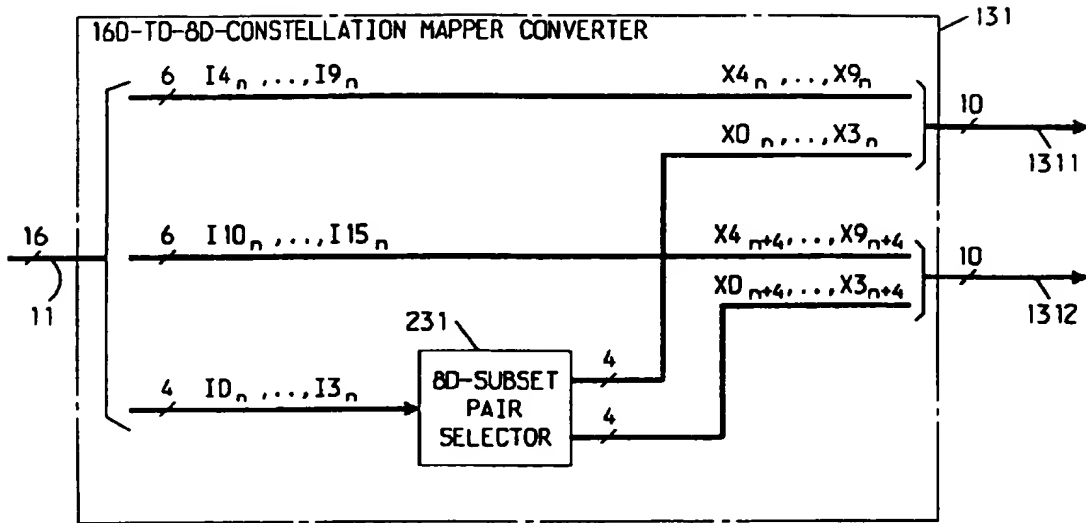 16D-TO-8D-CONSTELLATION MAPPER CONVERTER
131
6 I4n ,...,I9n X4n ,...,X9n
10
X0n ,...,X3n
1311
16
6 I10n ,...,I15n X4n+4,...,X9n+4
10
X0n+4,...,X3n+4
11
1312
231
4 I0n ,...,I3n
8D-SUBSET
PAIR
SELECTOR
4
4